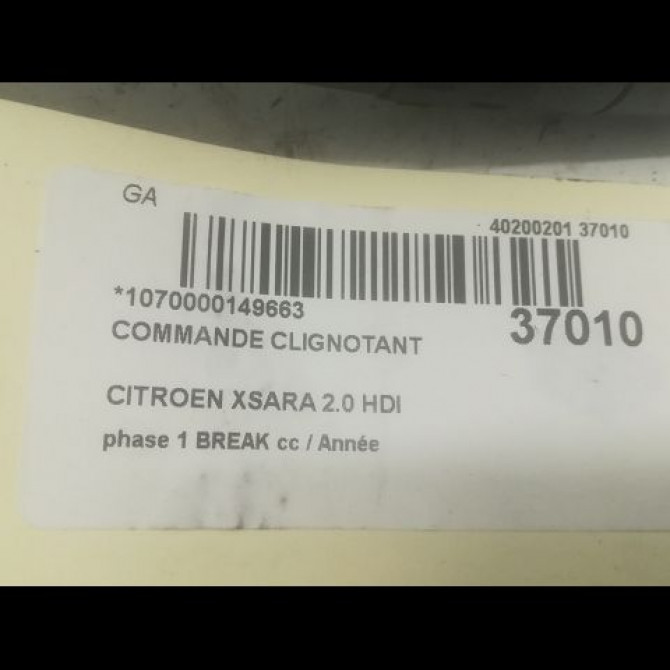 GA
40200201 37010
*1070000149663
37010
COMMANDE CLIGNOTANT
CITROEN XSARA 2.0 HDI
phase 1 BREAK cc / Année